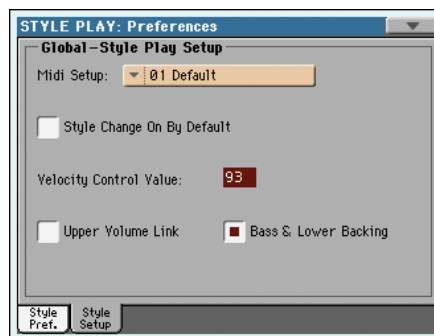 STYLE PLAY: Preferences
Global-Style Play Setup
Midi Setup: 01 Default
Style Change On By Default
Velocity Control Value: 93
Upper Volume Link Bass & Lower Backing
Style Pref. Style Setup